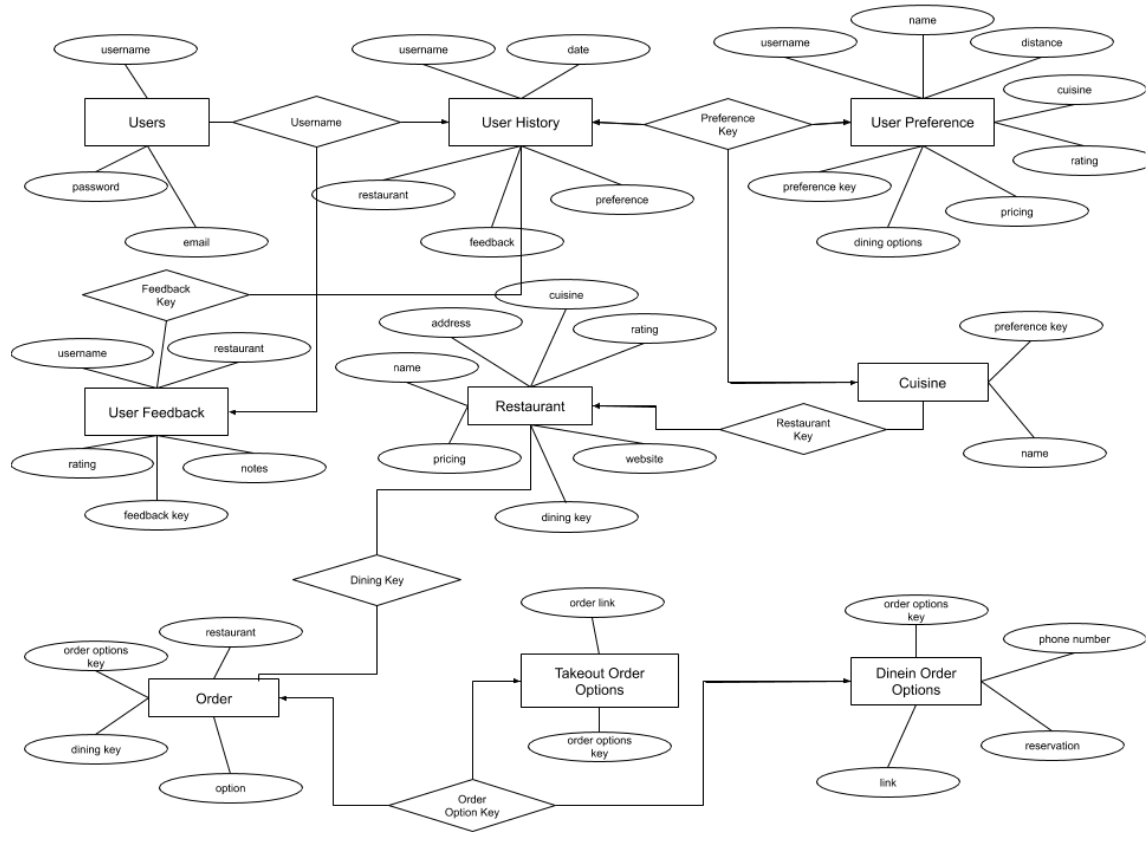 name
username
date
username
distance
username
cuisine
Users
Username
User History
Preference
Key
User Preference
rating
password
restaurant
preference
preference key
pricing
email
feedback
dining options
Feedback
Key
cuisine
address
rating
preference key
username
restaurant
name
Cuisine
User Feedback
Restaurant
Restaurant
Key
rating
notes
pricing
website
name
feedback key
dining key
Dining Key
order link
order options
key
restaurant
phone number
order options
key
Takeout Order
Options
Dinein Order
Options
Order
dining key
order options
key
reservation
option
link
Order
Option Key